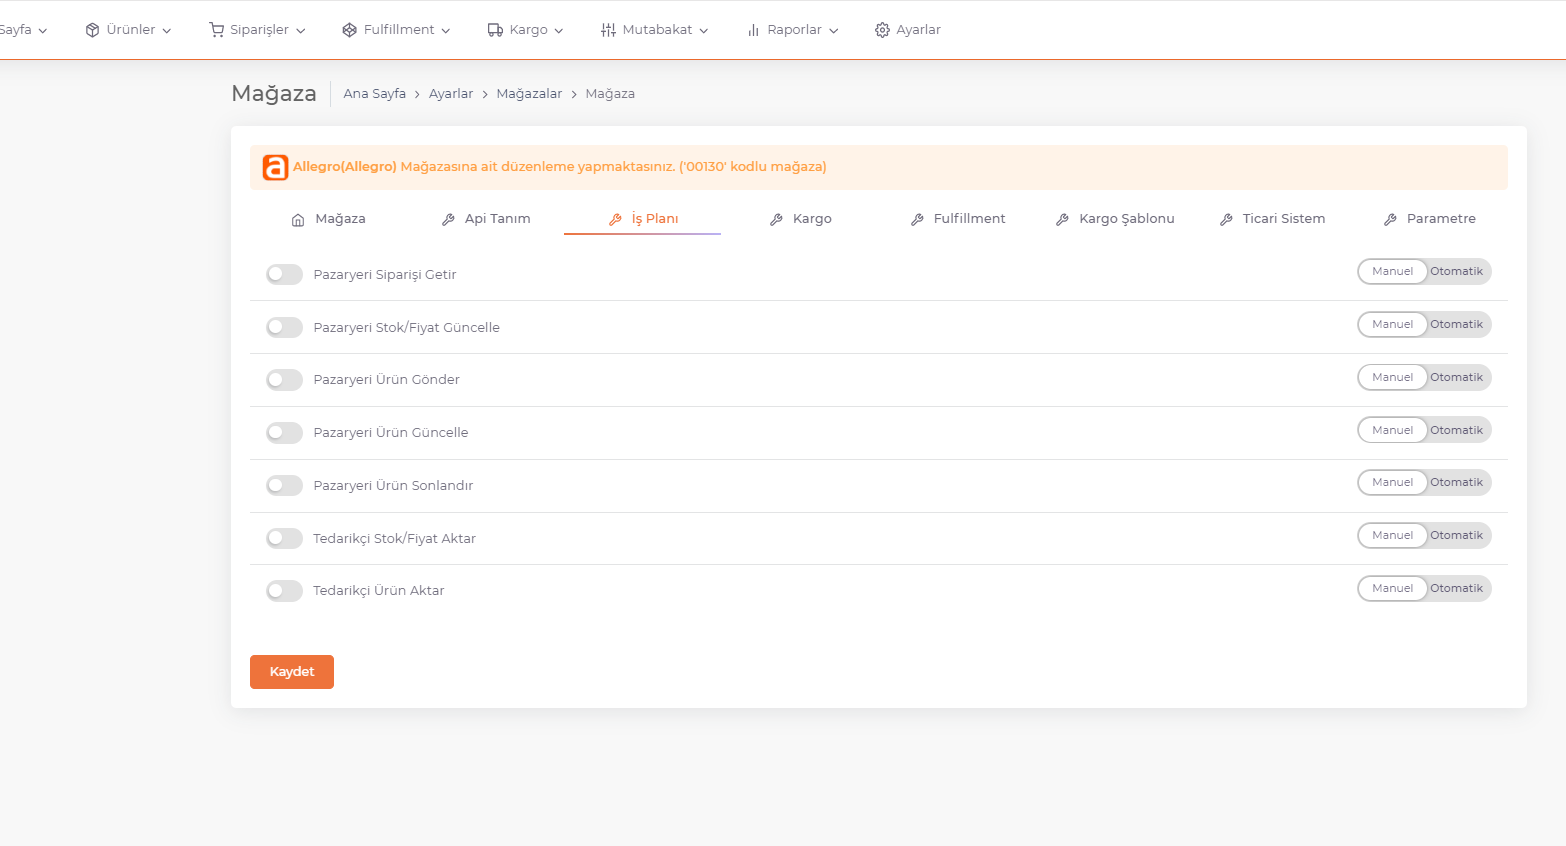 Sayfa Ürünler Siparişler Fulfillment Kargo Mutabakat Raporlar Ayarlar
Mağaza Ana Sayfa > Ayarlar > Mağazalar > Mağaza
a Allegro(Allegro) Mağazasına ait düzenleme yapmaktasınız. ('00130' kodlu mağaza)
Mağaza Api Tanım İş Planı Kargo Fulfillment Kargo Şablonu Ticari Sistem Parametre
Pazaryeri Siparişi Getir Manuel Otomatik
Pazaryeri Stok/Fiyat Güncelle Manuel Otomatik
Pazaryeri Ürün Gönder Manuel Otomatik
Pazaryeri Ürün Güncelle Manuel Otomatik
Pazaryeri Ürün Sonlandır Manuel Otomatik
Tedarikçi Stok/Fiyat Aktar Manuel Otomatik
Tedarikçi Ürün Aktar Manuel Otomatik
Kaydet